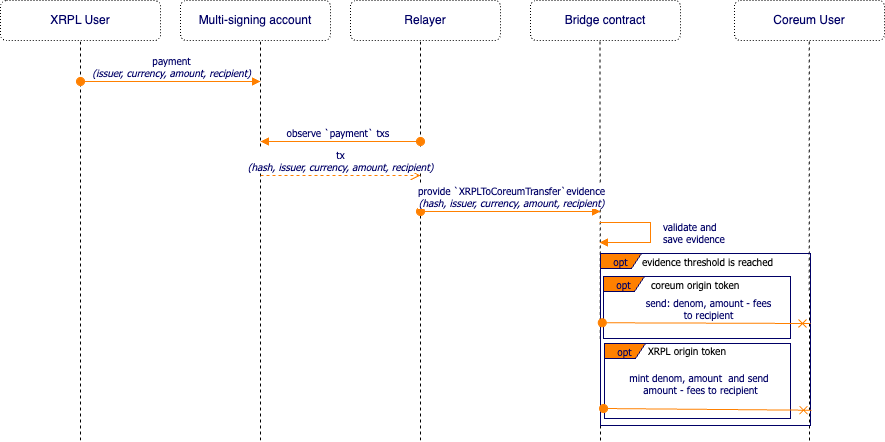 XRPL User
Multi-signing account
Relayer
Bridge contract
Coreum User
payment
(issuer, currency, amount, recipient)
observe `payment` txs
tx
(hash, issuer, currency, amount, recipient)
provide `XRPLToCoreumTransfer`evidence
(hash, issuer, currency, amount, recipient)
validate and
save evidence
opt evidence threshold is reached
opt coreum origin token
send: denom, amount - fees
to recipient
opt XRPL origin token
mint denom, amount and send
amount - fees to recipient